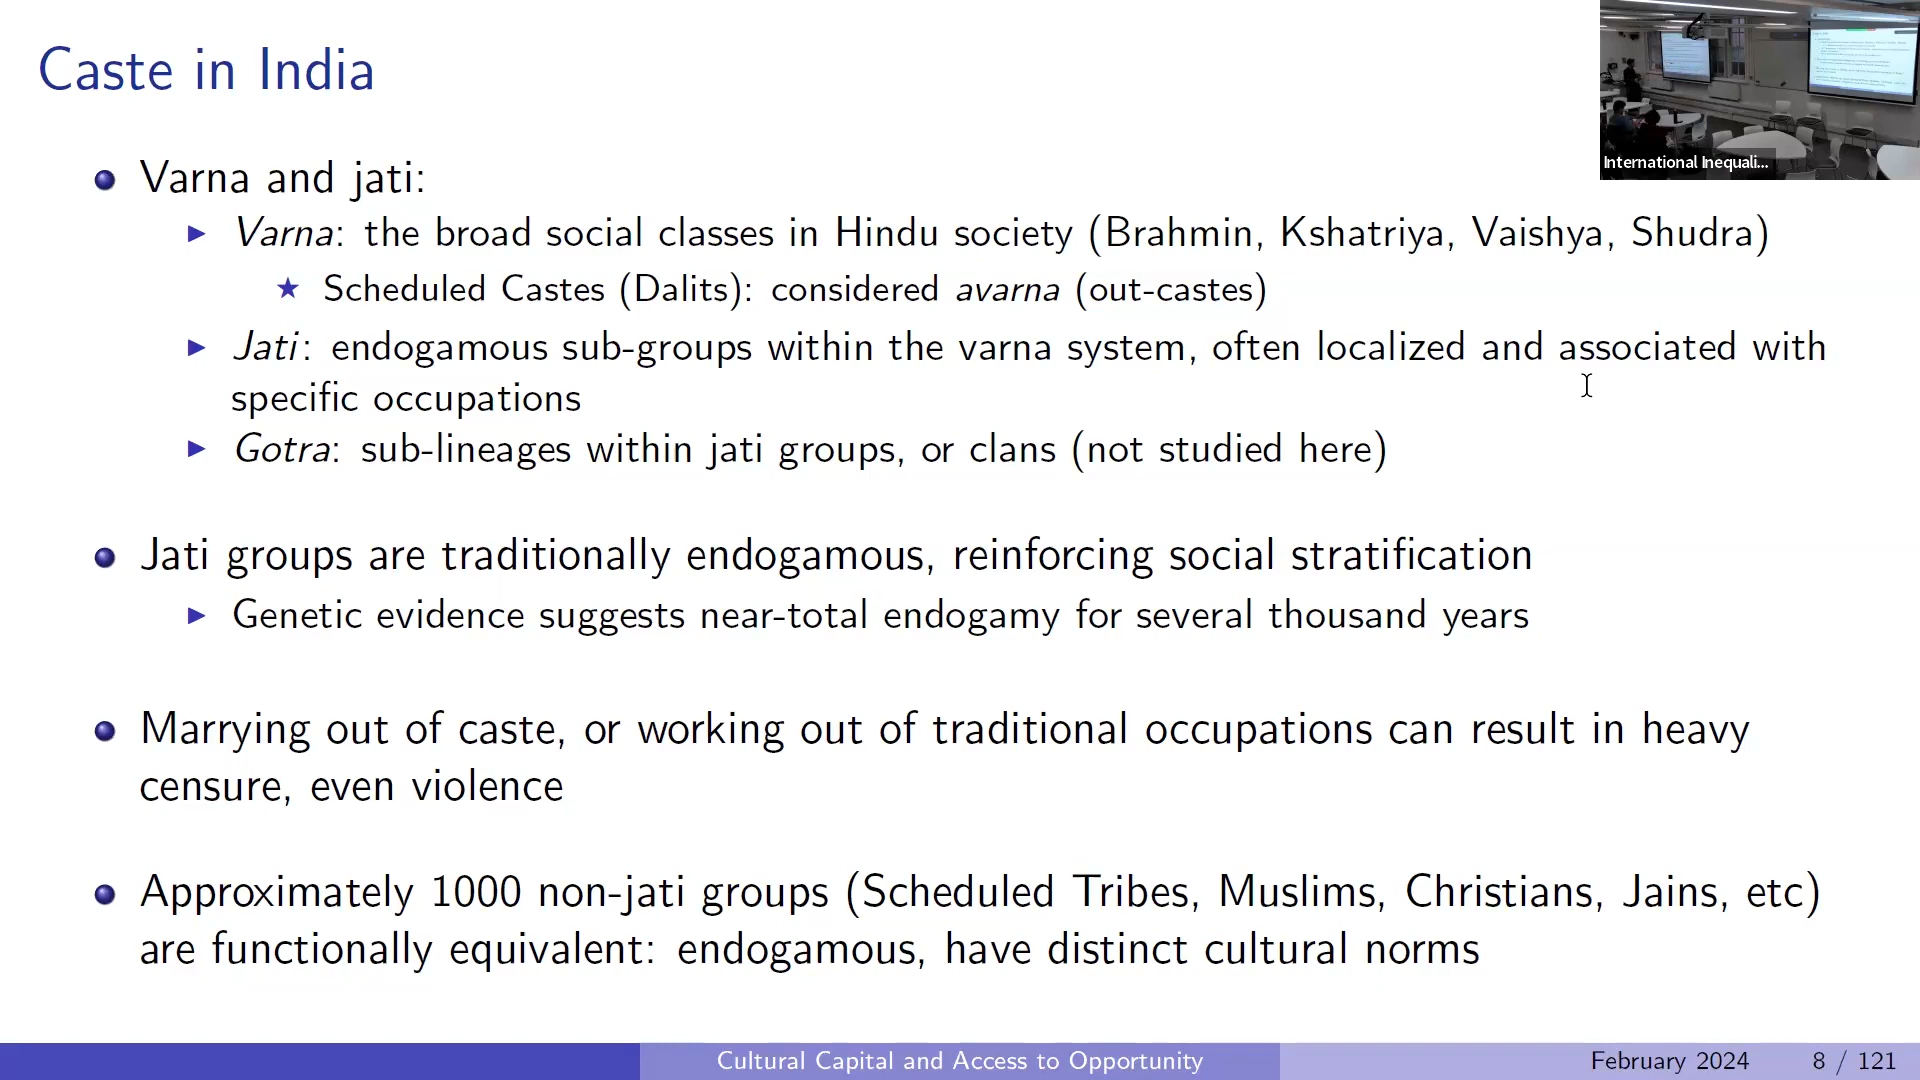 Caste in India
International Inequali...
Varna and jati:
Varna: the broad social classes in Hindu society (Brahmin, Kshatriya, Vaishya, Shudra)
Scheduled Castes (Dalits): considered avarna (out-castes)
Jati: endogamous sub-groups within the varna system, often localized and associated with
specific occupations
Gotra: sub-lineages within jati groups, or clans (not studied here)
Jati groups are traditionally endogamous, reinforcing social stratification
Genetic evidence suggests near-total endogamy for several thousand years
Marrying out of caste, or working out of traditional occupations can result in heavy
censure, even violence
Approximately 1000 non-jati groups (Scheduled Tribes, Muslims, Christians, Jains, etc)
are functionally equivalent: endogamous, have distinct cultural norms
Cultural Capital and Access to Opportunity
February 2024
8 / 121